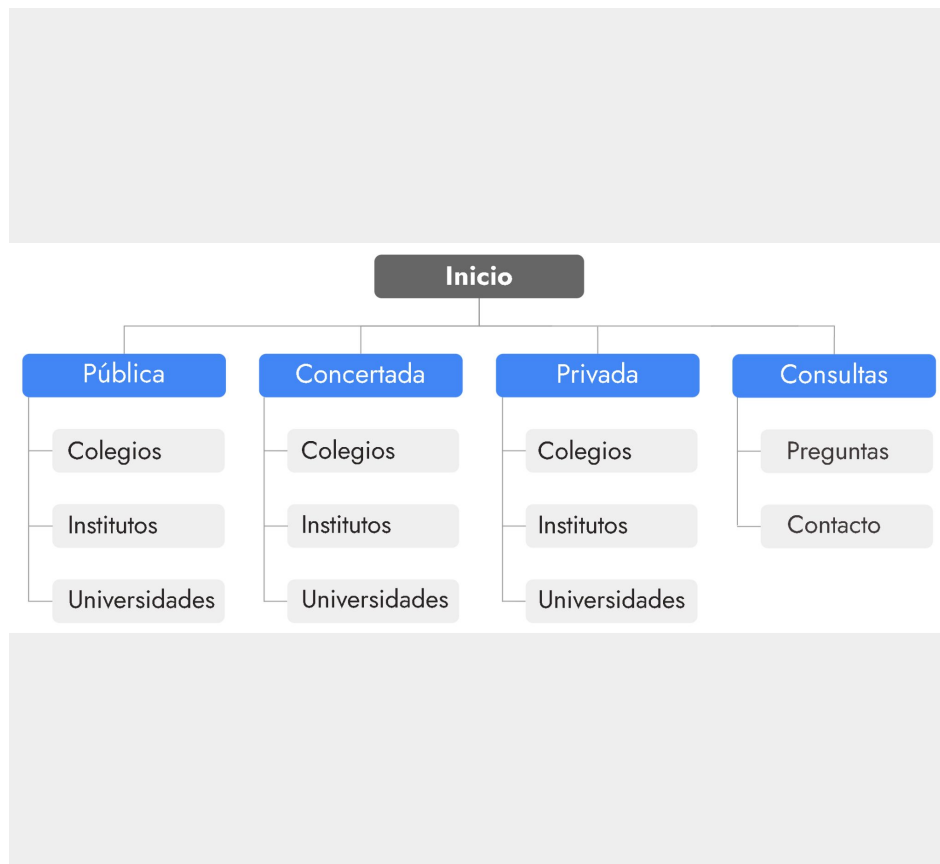 Inicio
Pública
Concertada
Privada
Consultas
Colegios
Colegios
Colegios
Preguntas
Institutos
Institutos
Institutos
Contacto
Universidades
Universidades
Universidades